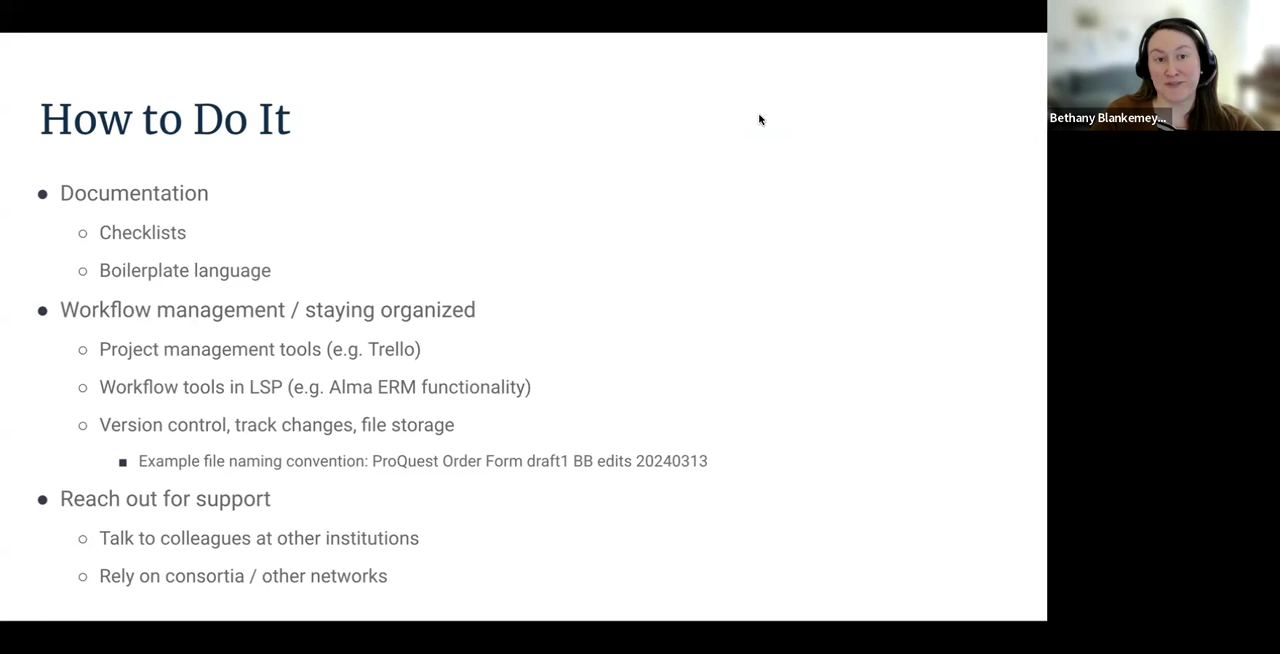 How to Do It
Bethany Blankemey...
● Documentation
○ Checklists
○ Boilerplate language
● Workflow management / staying organized
○ Project management tools (e.g. Trello)
○ Workflow tools in LSP (e.g. Alma ERM functionality)
○ Version control, track changes, file storage
■ Example file naming convention: ProQuest Order Form draft1 BB edits 20240313
● Reach out for support
○ Talk to colleagues at other institutions
○ Rely on consortia / other networks